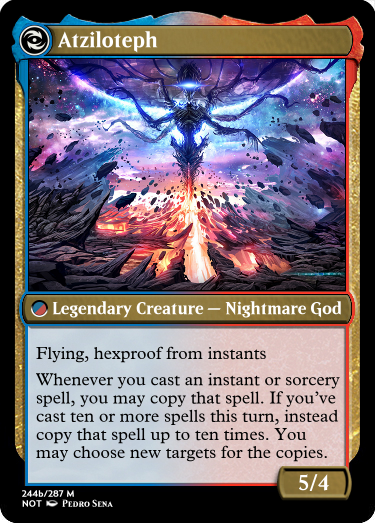 Atziloteph
Legendary Creature — Nightmare God
Flying, hexproof from instants
Whenever you cast an instant or sorcery
spell, you may copy that spell. If you've
cast ten or more spells this turn, instead
copy that spell up to ten times. You
may choose new targets for the copies.
5/4
244b/287 M
NOT PEDRO SENA